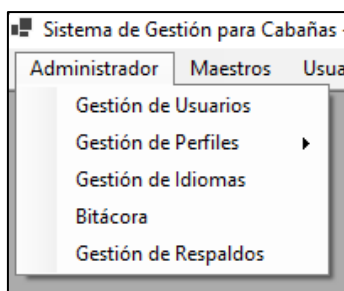 Sistema de Gestión para Cabañas -
Administrador Maestros Usua
Gestión de Usuarios
Gestión de Perfiles
Gestión de Idiomas
Bitácora
Gestión de Respaldos